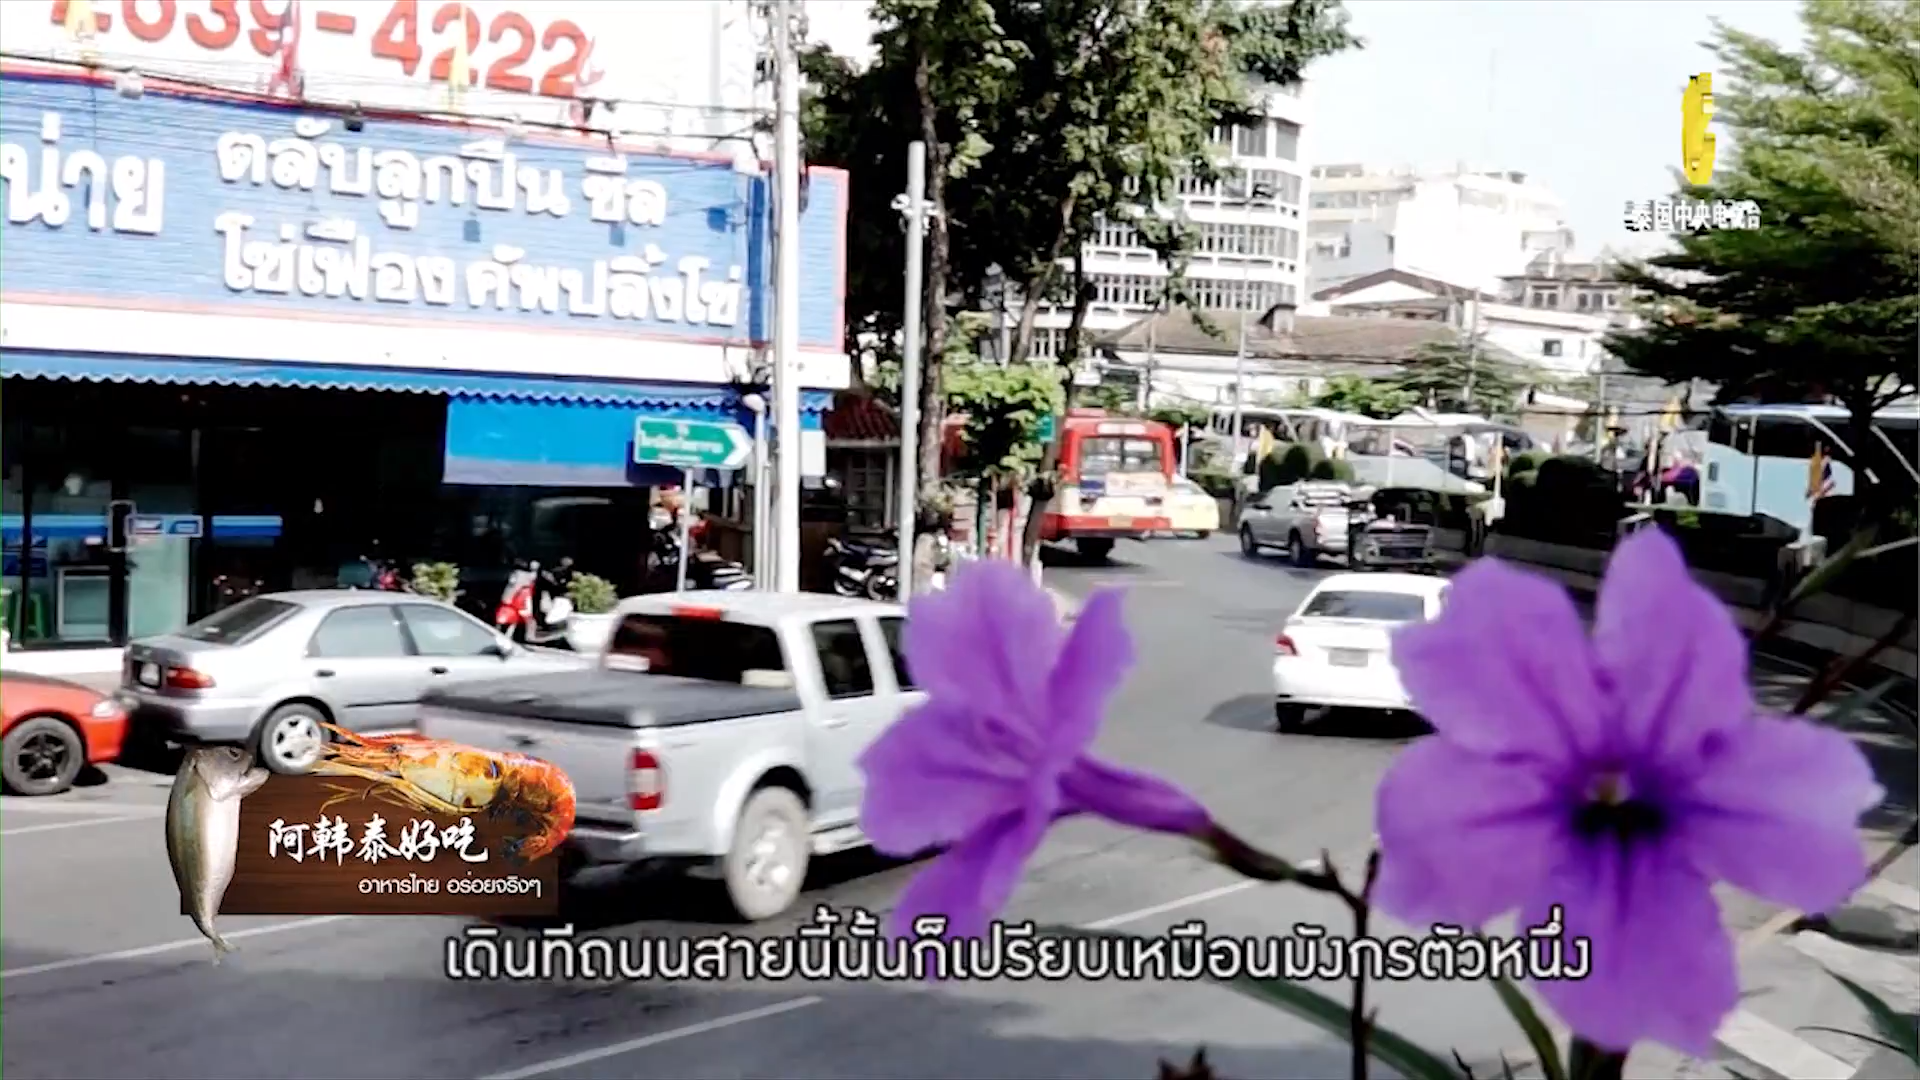 2639-4222
น่าย
ตลับลูกปืน ซีล
โซ่เฟือง คัพปลิ้งโซ่
泰国中央电视台
阿韩泰好吃
อาหารไทย อร่อยจริงๆ
เดินที่ถนนสายนี้นั้นก็เปรียบเหมือนมังกรตัวหนึ่ง